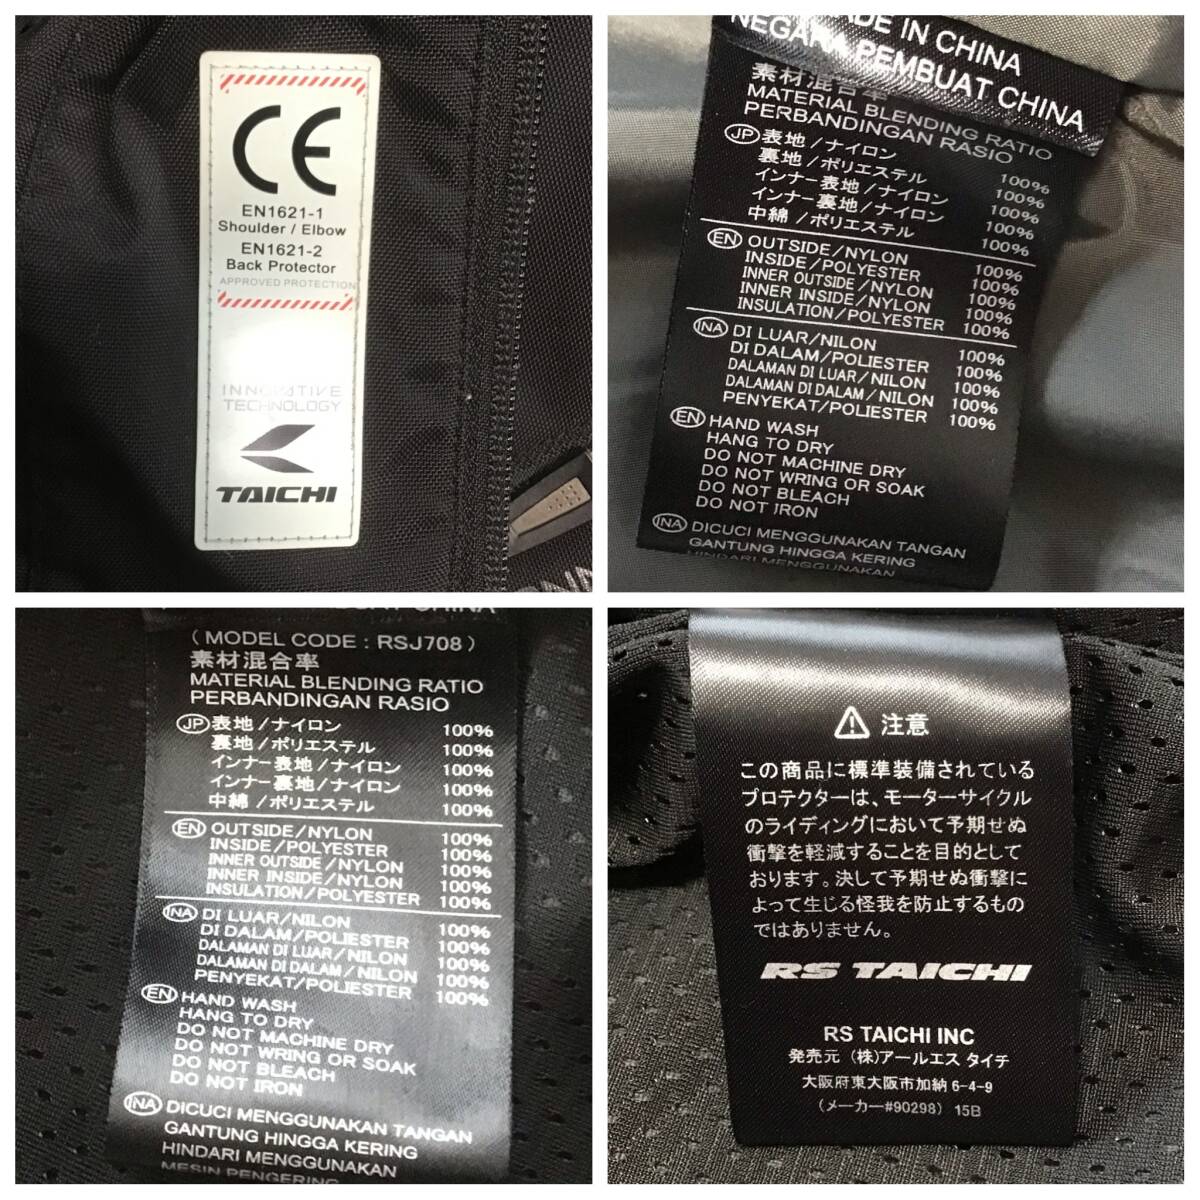 CE
EN1621-1
Shoulder / Elbow
EN1621-2
Back Protector
APPROVED PROTECTION
INNOVATIVE
TECHNOLOGY
TAICHI
MADE IN CHINA
NEGARA PEMBUAT CHINA
素材混合率
MATERIAL BLENDING RATIO
PERBANDINGAN RASIO
JP 表地/ナイロン 100%
裏地/ポリエステル 100%
インナー表地/ナイロン 100%
インナー裏地/ナイロン 100%
中綿/ポリエステル 100%
EN OUTSIDE/NYLON 100%
INSIDE/POLYESTER 100%
INNER OUTSIDE/NYLON 100%
INNER INSIDE/NYLON 100%
INSULATION/POLYESTER 100%
INA DI LUAR/NILON 100%
DI DALAM/POLIESTER 100%
DALAMAN DI LUAR/NILON 100%
DALAMAN DI DALAM/NILON 100%
PENYEKAT/POLIESTER 100%
EN HAND WASH
HANG TO DRY
DO NOT MACHINE DRY
DO NOT WRING OR SOAK
DO NOT BLEACH
DO NOT IRON
INA DICUCI MENGGUNAKAN TANGAN
GANTUNG HINGGA KERING
HINDARI MENGGUNAKAN
CHINA
(MODEL CODE : RSJ708)
素材混合率
MATERIAL BLENDING RATIO
PERBANDINGAN RASIO
JP 表地/ナイロン 100%
裏地/ポリエステル 100%
インナー表地/ナイロン 100%
インナー裏地/ナイロン 100%
中綿/ポリエステル 100%
EN OUTSIDE/NYLON 100%
INSIDE/POLYESTER 100%
INNER OUTSIDE/NYLON 100%
INNER INSIDE/NYLON 100%
INSULATION/POLYESTER 100%
INA DI LUAR/NILON 100%
DI DALAM/POLIESTER 100%
DALAMAN DI LUAR/NILON 100%
DALAMAN DI DALAM/NILON 100%
PENYEKAT/POLIESTER 100%
EN HAND WASH
HANG TO DRY
DO NOT MACHINE DRY
DO NOT WRING OR SOAK
DO NOT BLEACH
DO NOT IRON
INA DICUCI MENGGUNAKAN TANGAN
GANTUNG HINGGA KERING
HINDARI MENGGUNAKAN
MESIN PENGERING
注意
この商品に標準装備されている
プロテクターは、モーターサイクル
のライディングにおいて予期せぬ
衝撃を軽減することを目的として
おります。決して予期せぬ衝撃に
よって生じる怪我を防止するもの
ではありません。
RS TAICHI
RS TAICHI INC
発売元 (株)アールエス タイチ
大阪府東大阪市加納 6-4-9
(メーカー#90298) 15B